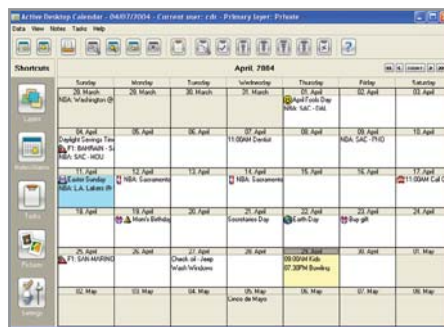 Active Desktop Calendar - 04/07/2004 - Current user: cdr - Primary layer: Private
Data View Notes Tasks Help
Shortcuts
April, 2004
Sunday Monday Tuesday Wednesday Thursday Friday Saturday
28. March 29. March 30. March 31. March 01. April 02. April 03. April
NBA: Washington @
April Fools Day
NBA: SAC - DAL
04. April 05. April 06. April 07. April 08. April 09. April 10. April
Daylight Savings Tim
F1: BAHRAIN - S
NBA: SAC - HOU
11:00AM Dentist
NBA: SAC - PHO
11. April 12. April 13. April 14. April 15. April 16. April 17. April
Easter Sunday
NBA: L.A. Lakers @
NBA: Sacramento
NBA: Sacramento
11:00AM Call C
18. April 19. April 20. April 21. April 22. April 23. April 24. April
Mom's Birthday
Secretaries Day
Earth Day
Buy gift
25. April 26. April 27. April 28. April 29. April 30. April 01. May
F1: SAN-MARINO
Check oil - Jeep
Wash Windows
09:00AM Kids
07:30PM Bowling
02. May 03. May 04. May 05. May 06. May 07. May 08. May
Cinco de Mayo
Layers
Notes/Alarms
Tasks
Picture
Settings